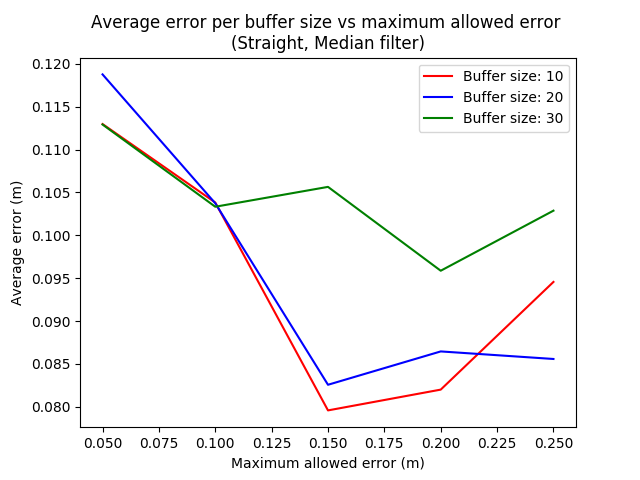 Average error per buffer size vs maximum allowed error
(Straight, Median filter)
Buffer size: 10
Buffer size: 20
Buffer size: 30
Average error (m)
0.120
0.115
0.110
0.105
0.100
0.095
0.090
0.085
0.080
0.050 0.075 0.100 0.125 0.150 0.175 0.200 0.225 0.250
Maximum allowed error (m)